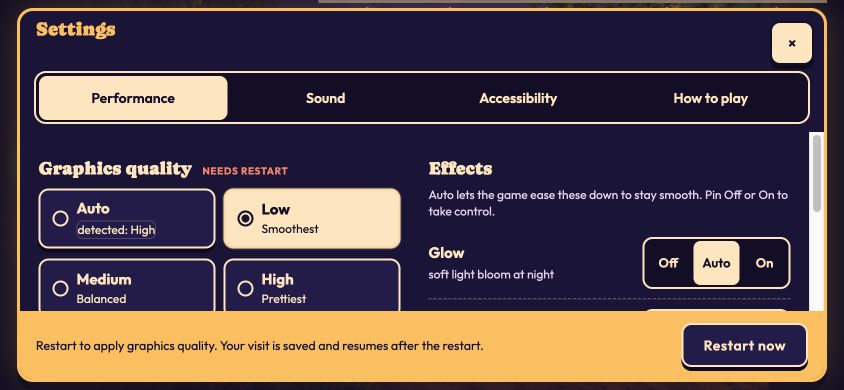 Settings
×
Performance
Sound
Accessibility
How to play
Graphics quality NEEDS RESTART
Auto
detected: High
Low
Smoothest
Medium
Balanced
High
Prettiest
Effects
Auto lets the game ease these down to stay smooth. Pin Off or On to
take control.
Glow
soft light bloom at night
Off
Auto
On
Restart to apply graphics quality. Your visit is saved and resumes after the restart.
Restart now